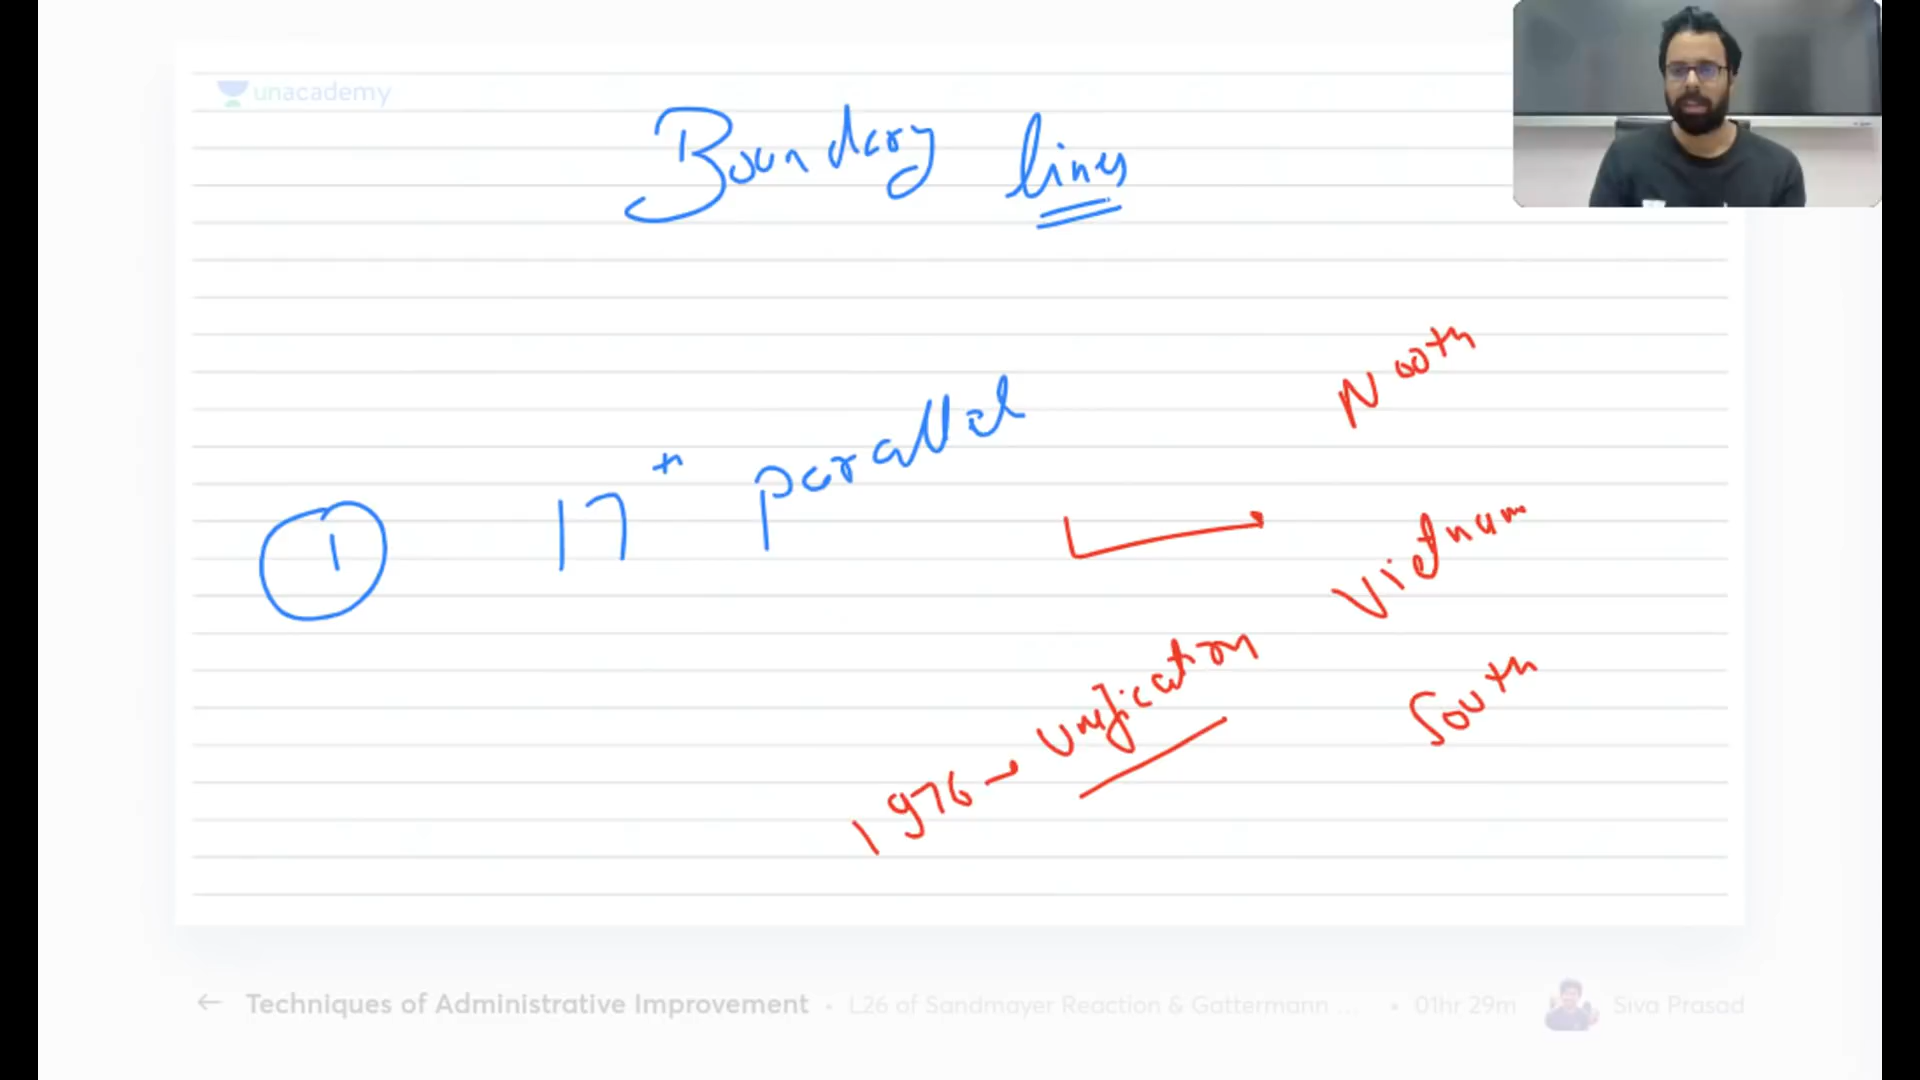 unacademy
Boundary lines
North
1 17th parallel
Vietnam
South
1976 → Unification
← Techniques of Administrative Improvement • L26 of Sandmayer Reaction & Gattermann ... • 01hr 29m Siva Prasad